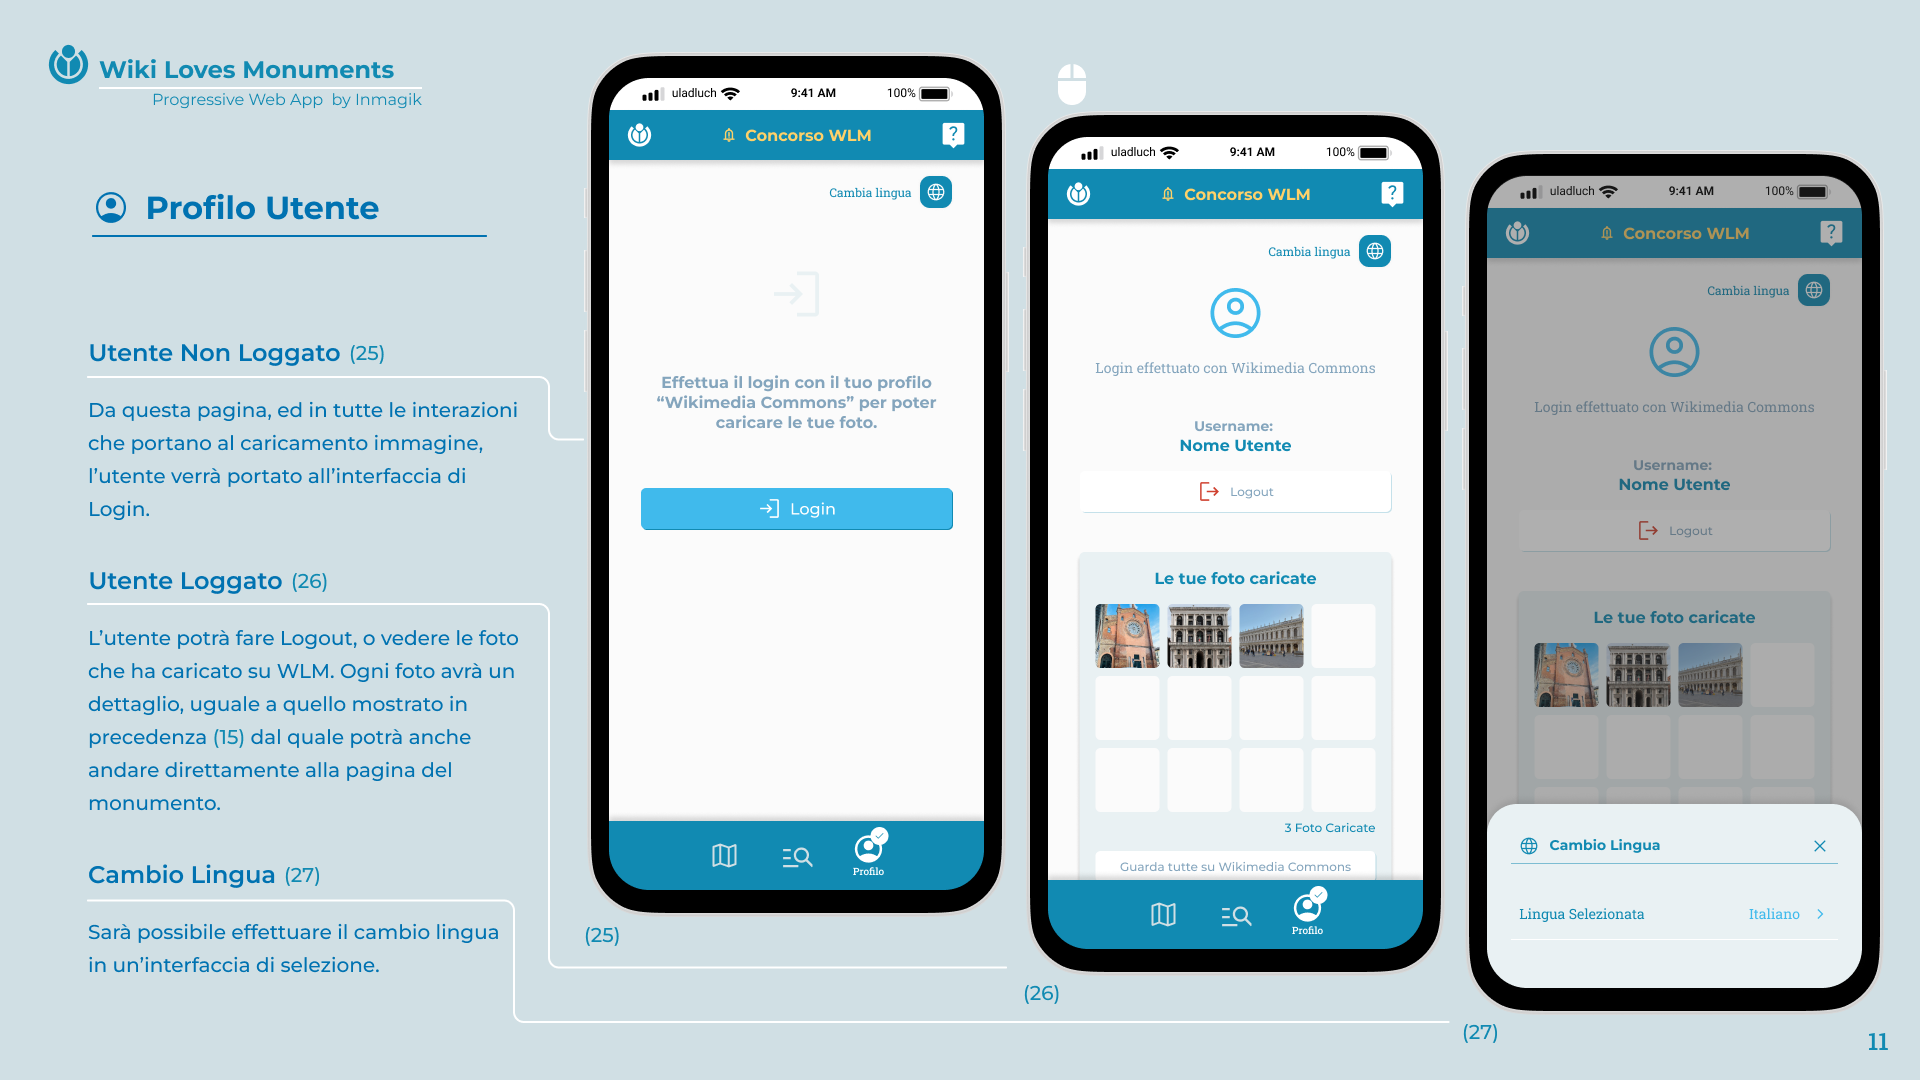 Wiki Loves Monuments
Progressive Web App by Inmagik
Profilo Utente
Utente Non Loggato (25)
Da questa pagina, ed in tutte le interazioni
che portano al caricamento immagine,
l’utente verrà portato all’interfaccia di
Login.
Utente Loggato (26)
L’utente potrà fare Logout, o vedere le foto
che ha caricato su WLM. Ogni foto avrà un
dettaglio, uguale a quello mostrato in
precedenza (15) dal quale potrà anche
andare direttamente alla pagina del
monumento.
Cambio Lingua (27)
Sarà possibile effettuare il cambio lingua
in un’interfaccia di selezione.
uladluch 9:41 AM 100%
Concorso WLM ?
Cambia lingua
Effettua il login con il tuo profilo
“Wikimedia Commons” per poter
caricare le tue foto.
Login
Profilo
(25)
uladluch 9:41 AM 100%
Concorso WLM ?
Cambia lingua
Login effettuato con Wikimedia Commons
Username:
Nome Utente
Logout
Le tue foto caricate
3 Foto Caricate
Guarda tutte su Wikimedia Commons
Profilo
(26)
uladluch 9:41 AM 100%
Concorso WLM ?
Cambia lingua
Login effettuato con Wikimedia Commons
Username:
Nome Utente
Logout
Le tue foto caricate
Cambio Lingua
Lingua Selezionata Italiano
(27)
11